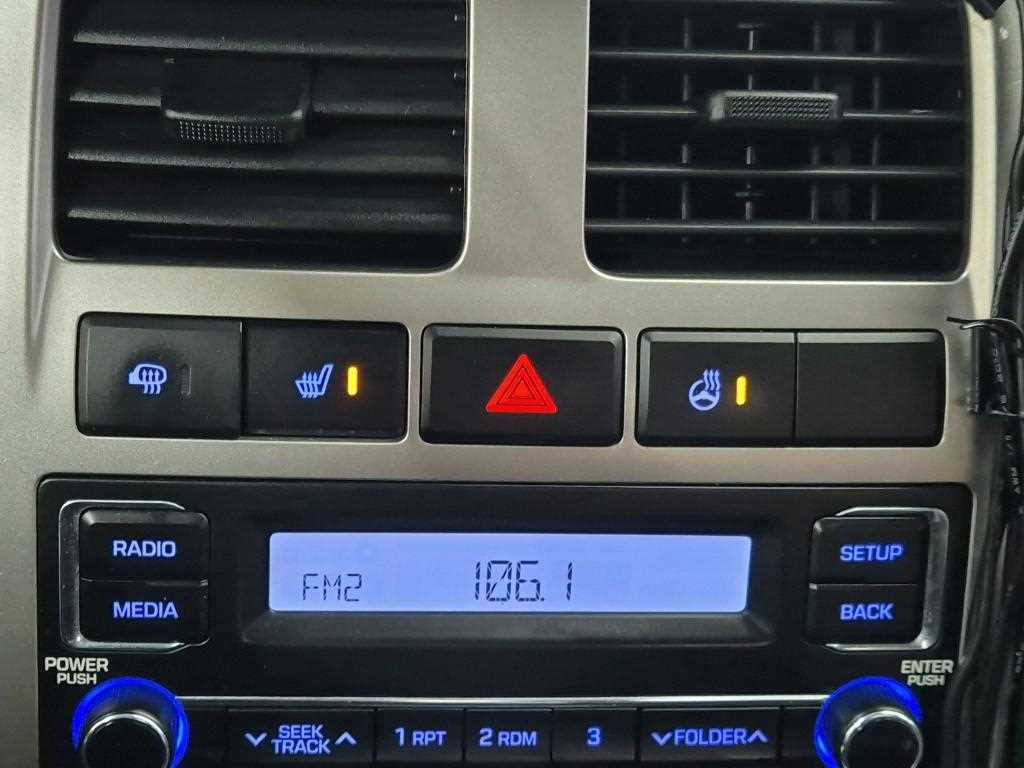 RADIO
SETUP
FM2 106.1
MEDIA
BACK
POWER
PUSH
ENTER
PUSH
SEEK
TRACK
1 RPT
2 RDM
3
FOLDER